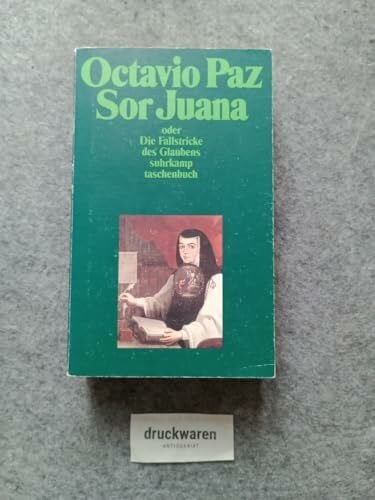 Octavio Paz
Sor Juana
oder
Die Fallstricke
des Glaubens
suhrkamp
taschenbuch
druckwaren
ANTIQUARIAT